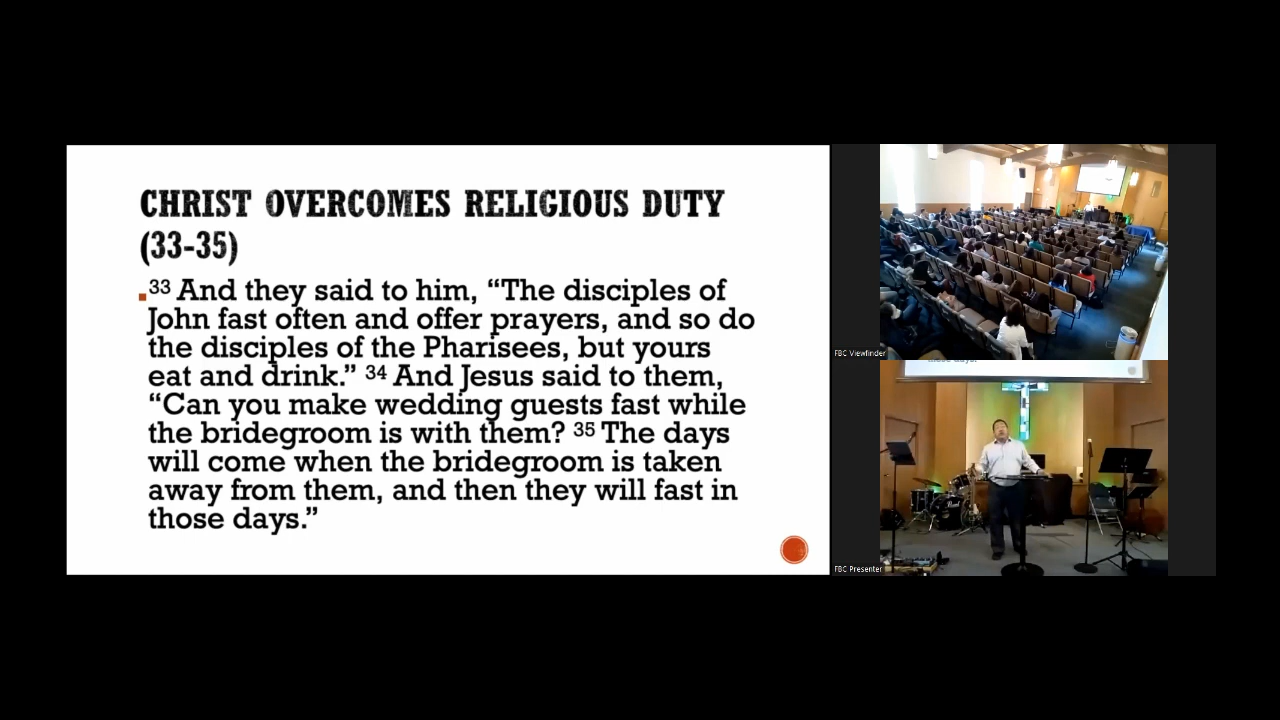 CHRIST OVERCOMES RELIGIOUS DUTY
(33-35)
33 And they said to him, “The disciples of
John fast often and offer prayers, and so do
the disciples of the Pharisees, but yours
eat and drink.” 34 And Jesus said to them,
“Can you make wedding guests fast while
the bridegroom is with them? 35 The days
will come when the bridegroom is taken
away from them, and then they will fast in
those days.”
FBC Viewfinder
those days.”
FBC Presenter